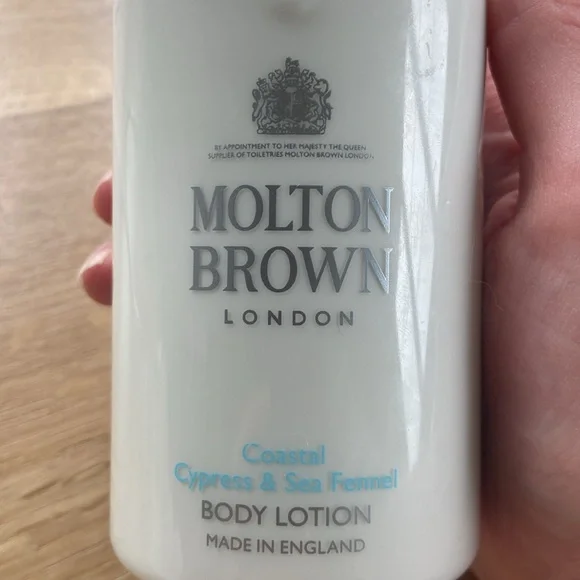 BY APPOINTMENT TO HER MAJESTY THE QUEEN
SUPPLIER OF TOILETRIES MOLTON BROWN LONDON
MOLTON
BROWN
LONDON
Coastal
Cypress & Sea Fennel
BODY LOTION
MADE IN ENGLAND